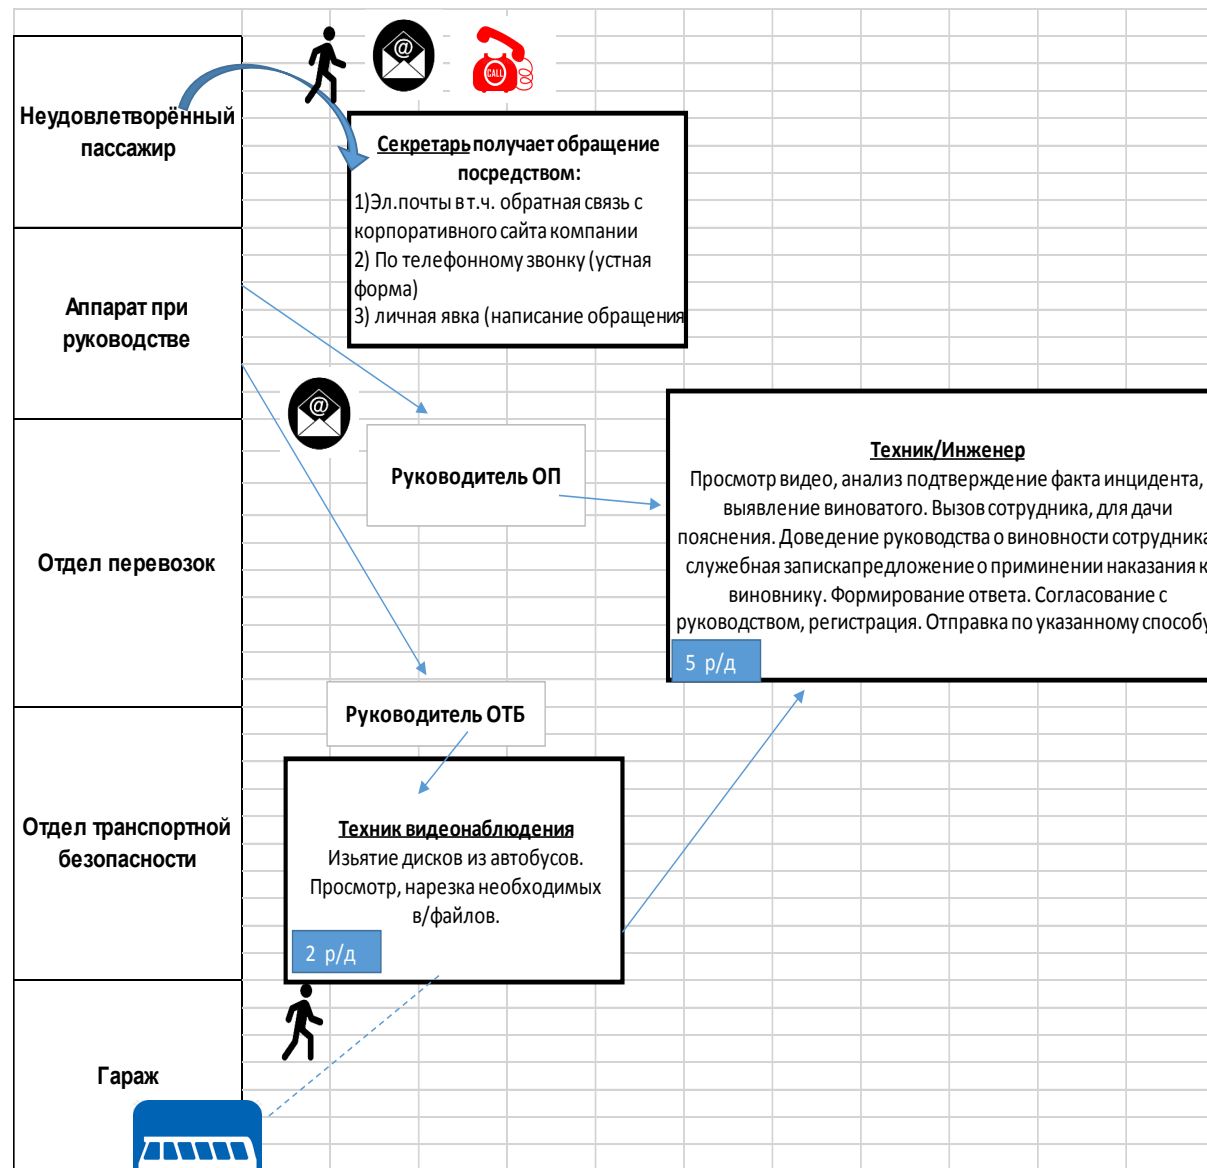 Неудовлетворённый
пассажир
@
@
CALL
Секретарь получает обращение
посредством:
1)Эл.почты в т.ч. обратная связь с
корпоративного сайта компании
2) По телефонному звонку (устная
форма)
3) личная явка (написание обращения
Аппарат при
руководстве
@
Отдел перевозок
Руководитель ОП
Техник/Инженер
Просмотр видео, анализ подтверждение факта инцидента,
выявление виноватого. Вызов сотрудника, для дачи
пояснения. Доведение руководства о виновности сотрудника
служебная запискапредложение о приминении наказания к
виновнику. Формирование ответа. Согласование с
руководством, регистрация. Отправка по указанному способу
5 р/д
Руководитель ОТБ
Отдел транспортной
безопасности
Техник видеонаблюдения
Изьятие дисков из автобусов.
Просмотр, нарезка необходимых
в/файлов.
2 р/д
Гараж